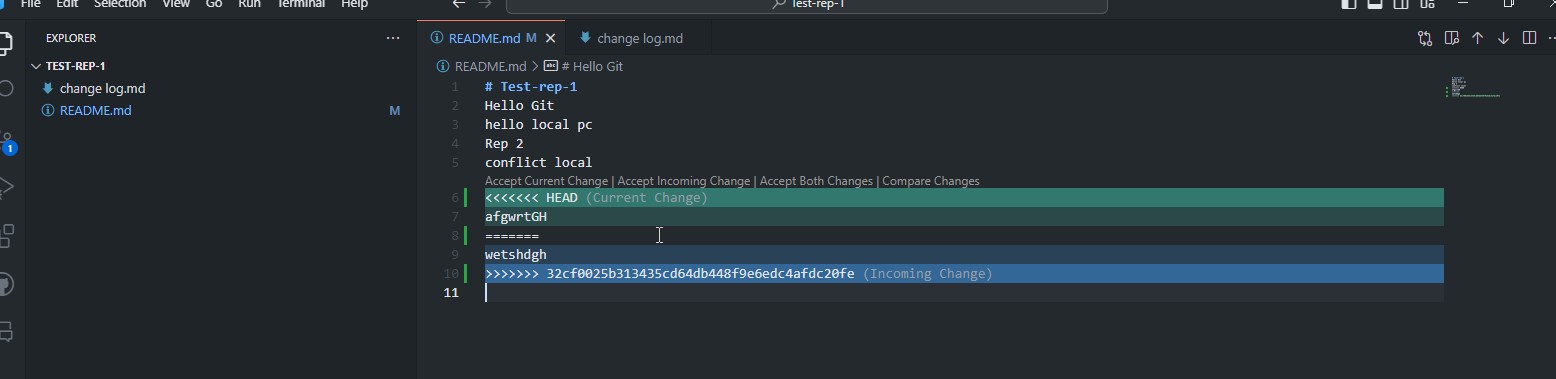 File Edit Selection View Go Run Terminal Help
Test-rep-1
EXPLORER
README.md M
change log.md
TEST-REP-1
README.md > # Hello Git
change log.md
README.md M
1
1 # Test-rep-1
2 Hello Git
3 hello local pc
4 Rep 2
5 conflict local
Accept Current Change | Accept Incoming Change | Accept Both Changes | Compare Changes
6 <<<<<<< HEAD (Current Change)
7 afgwrtGH
8 =======
9 wetshdgh
10 >>>>>>> 32cf0025b313435cd64db448f9e6edc4afdc20fe (Incoming Change)
11